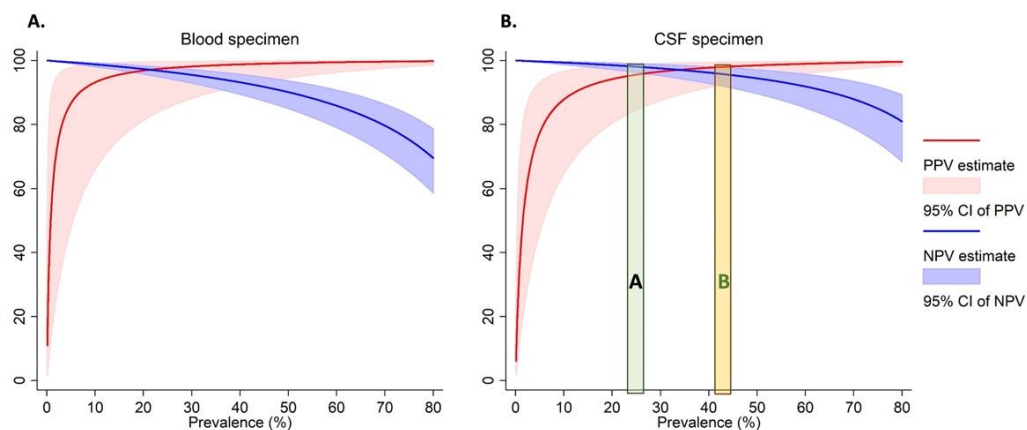 A.
Blood specimen
100
80
60
40
20
0
0 10 20 30 40 50 60 70 80
Prevalence (%)
B.
CSF specimen
100
80
60
40
20
0
A
B
0 10 20 30 40 50 60 70 80
Prevalence (%)
PPV estimate
95% CI of PPV
NPV estimate
95% CI of NPV